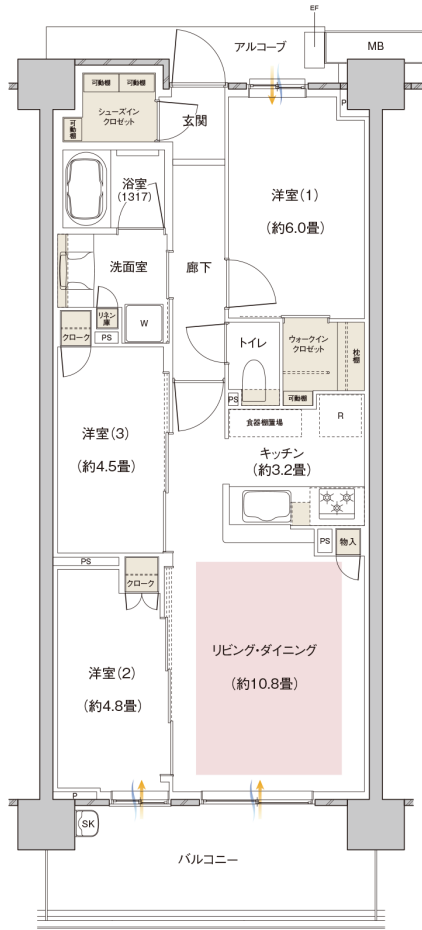 EF
アルコーブ
MB
可動棚
可動棚
シューズイン
クロゼット
可動棚
玄関
P
浴室
(1317)
洋室(1)
(約6.0畳)
洗面室
廊下
リネン
庫
W
クローク
PS
トイレ
ウォークイン
クロゼット
枕棚
可動棚
PS
食器棚置場
R
洋室(3)
(約4.5畳)
キッチン
(約3.2畳)
PS
物入
PS
クローク
リビング・ダイニング
(約10.8畳)
洋室(2)
(約4.8畳)
P
SK
バルコニー